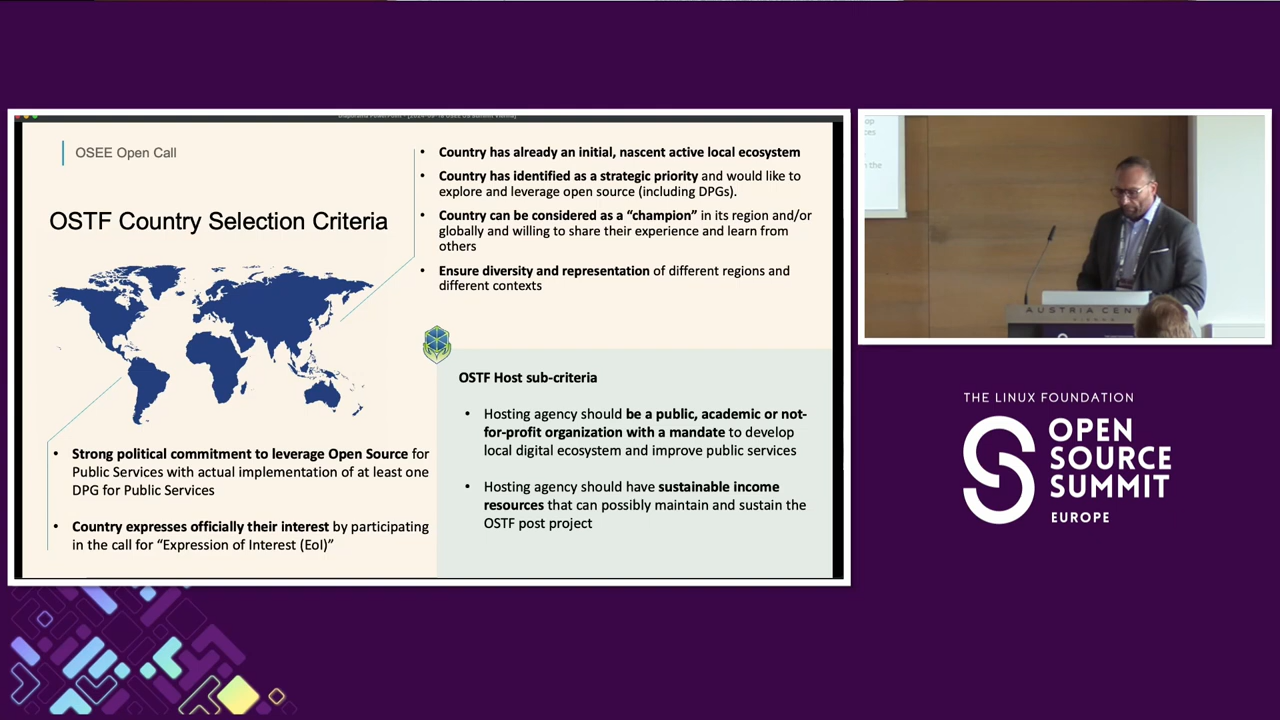 OSEE Open Call
OSTF Country Selection Criteria
• Strong political commitment to leverage Open Source for
Public Services with actual implementation of at least one
DPG for Public Services
• Country expresses officially their interest by participating
in the call for “Expression of Interest (EoI)”
• Country has already an initial, nascent active local ecosystem
• Country has identified as a strategic priority and would like to
explore and leverage open source (including DPGs).
• Country can be considered as a “champion” in its region and/or
globally and willing to share their experience and learn from
others
• Ensure diversity and representation of different regions and
different contexts
OSTF Host sub-criteria
• Hosting agency should be a public, academic or not-
for-profit organization with a mandate to develop
local digital ecosystem and improve public services
• Hosting agency should have sustainable income
resources that can possibly maintain and sustain the
OSTF post project
AUSTRIA CEN
VIENNA
THE LINUX FOUNDATION
OPEN
SOURCE
SUMMIT
EUROPE